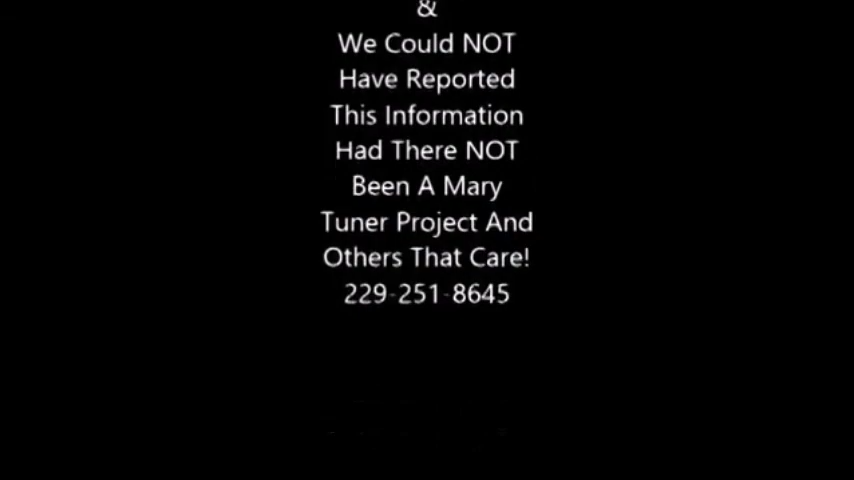 &
We Could NOT
Have Reported
This Information
Had There NOT
Been A Mary
Tuner Project And
Others That Care!
229-251-8645